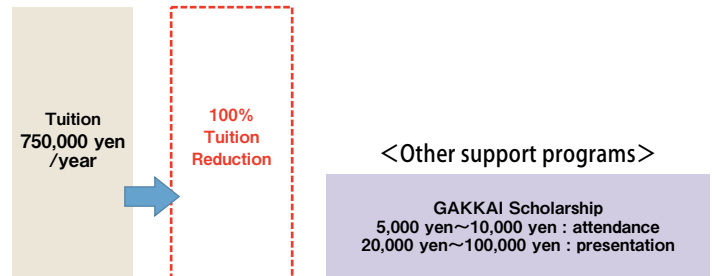 Tuition
750,000 yen
/year
100%
Tuition
Reduction
＜Other support programs＞
GAKKAI Scholarship
5,000 yen～10,000 yen : attendance
20,000 yen～100,000 yen : presentation